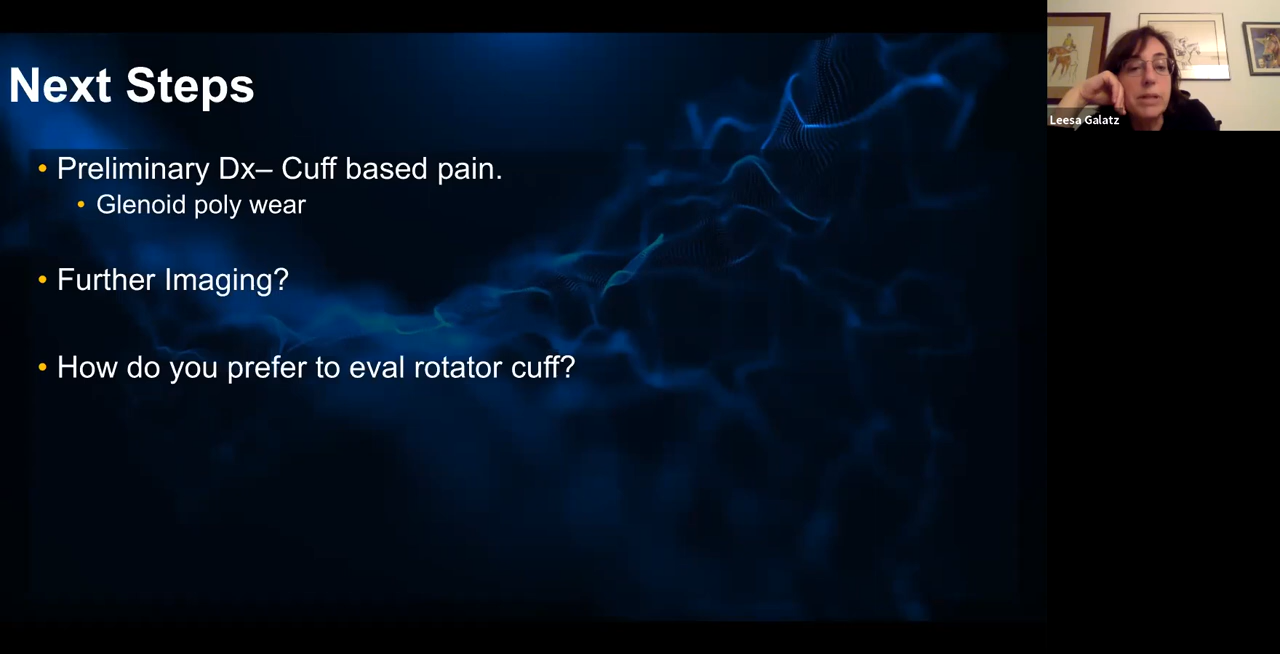 Next Steps
• Preliminary Dx– Cuff based pain.
• Glenoid poly wear
• Further Imaging?
• How do you prefer to eval rotator cuff?
Leesa Galatz